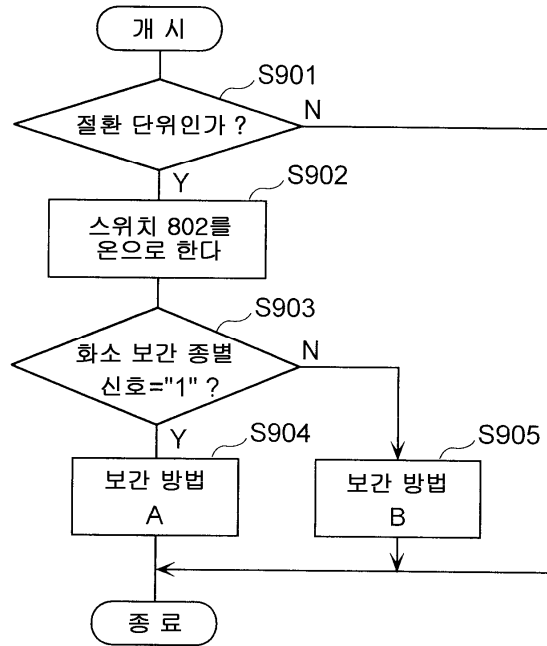 개 시
S901
절환 단위인가 ?
N
Y
S902
스위치 802를
온으로 한다
S903
화소 보간 종별
신호="1" ?
N
Y
S904
보간 방법
A
S905
보간 방법
B
종 료